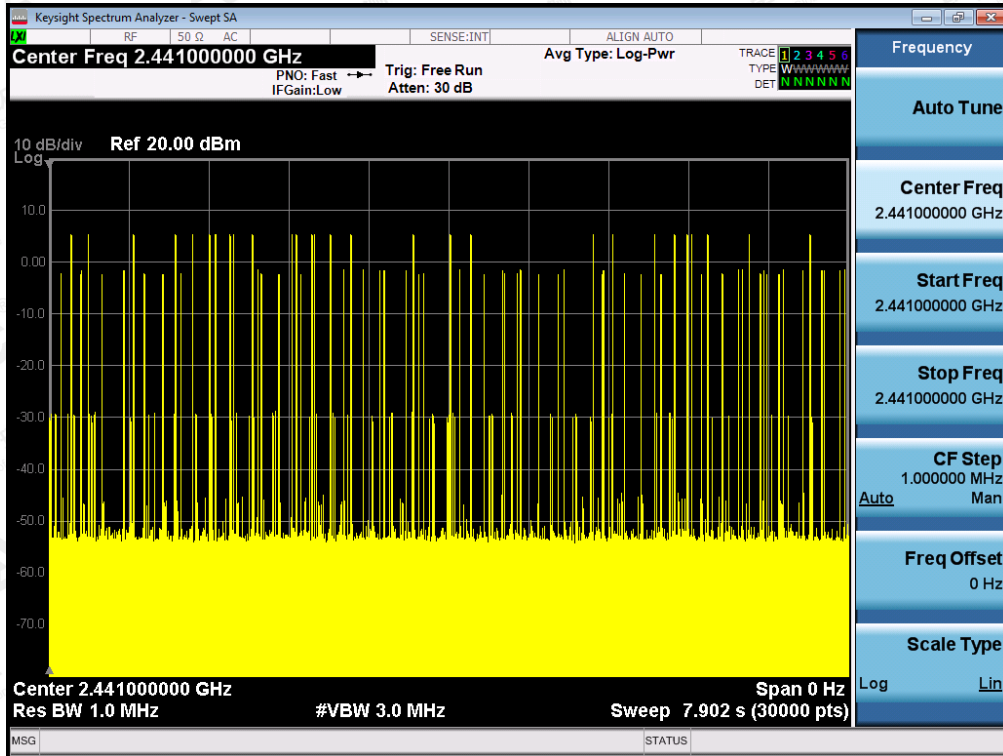 Keysight Spectrum Analyzer - Swept SA
LXI
RF 50 Ω AC SENSE:INT ALIGN AUTO
Center Freq 2.441000000 GHz
PNO: Fast
IFGain:Low
Trig: Free Run
Atten: 30 dB
Avg Type: Log-Pwr
TRACE 1 2 3 4 5 6
TYPE WWWWWW
DET N N N N N N
10 dB/div Ref 20.00 dBm
Log
10.0
0.00
-10.0
-20.0
-30.0
-40.0
-50.0
-60.0
-70.0
Center 2.441000000 GHz Span 0 Hz
Res BW 1.0 MHz #VBW 3.0 MHz Sweep 7.902 s (30000 pts)
MSG STATUS
Frequency
Auto Tune
Center Freq
2.441000000 GHz
Start Freq
2.441000000 GHz
Stop Freq
2.441000000 GHz
CF Step
1.000000 MHz
Auto Man
Freq Offset
0 Hz
Scale Type
Log Lin